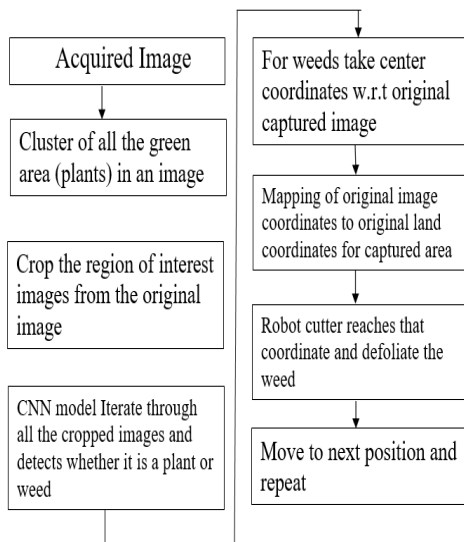 Acquired Image
Cluster of all the green
area (plants) in an image
Crop the region of interest
images from the original
image
CNN model Iterate through
all the cropped images and
detects whether it is a plant or
weed
For weeds take center
coordinates w.r.t original
captured image
Mapping of original image
coordinates to original land
coordinates for captured area
Robot cutter reaches that
coordinate and defoliate the
weed
Move to next position and
repeat